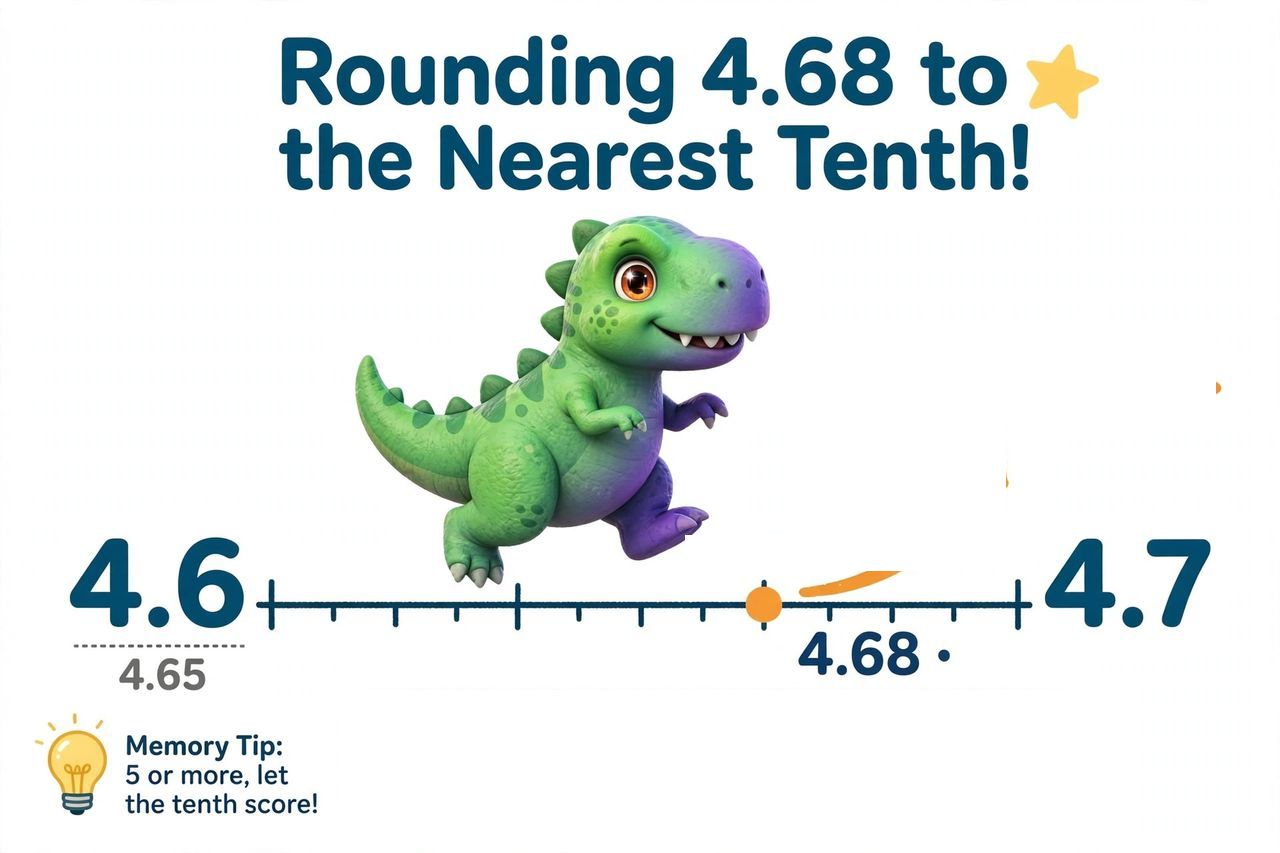 Rounding 4.68 to
the Nearest Tenth!
4.6
4.7
4.65
4.68 •
Memory Tip:
5 or more, let
the tenth score!